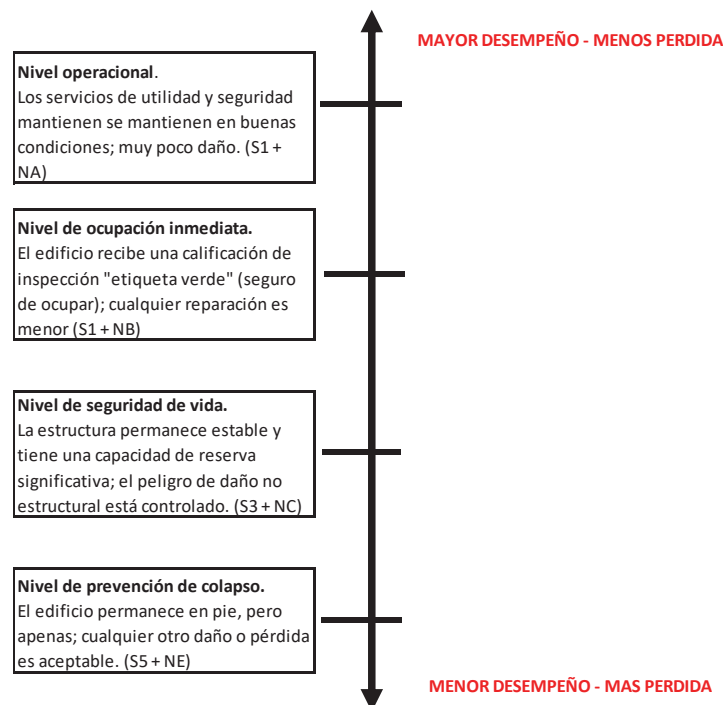 MAYOR DESEMPEÑO - MENOS PERDIDA
Nivel operacional.
Los servicios de utilidad y seguridad
mantienen se mantienen en buenas
condiciones; muy poco daño. (S1 +
NA)
Nivel de ocupación inmediata.
El edificio recibe una calificación de
inspección "etiqueta verde" (seguro
de ocupar); cualquier reparación es
menor (S1 + NB)
Nivel de seguridad de vida.
La estructura permanece estable y
tiene una capacidad de reserva
significativa; el peligro de daño no
estructural está controlado. (S3 + NC)
Nivel de prevención de colapso.
El edificio permanece en pie, pero
apenas; cualquier otro daño o pérdida
es aceptable. (S5 + NE)
MENOR DESEMPEÑO - MAS PERDIDA